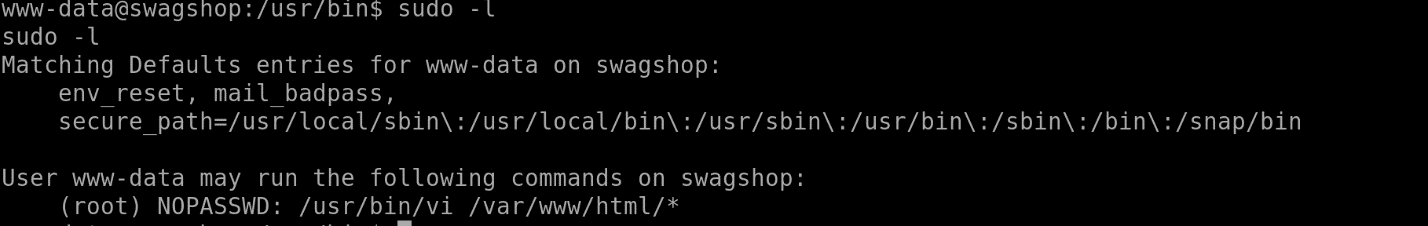 www-data@swagshop:/usr/bin$ sudo -l
sudo -l
Matching Defaults entries for www-data on swagshop:
    env_reset, mail_badpass,
    secure_path=/usr/local/sbin\:/usr/local/bin\:/usr/sbin\:/usr/bin\:/sbin\:/bin\:/snap/bin

User www-data may run the following commands on swagshop:
    (root) NOPASSWD: /usr/bin/vi /var/www/html/*